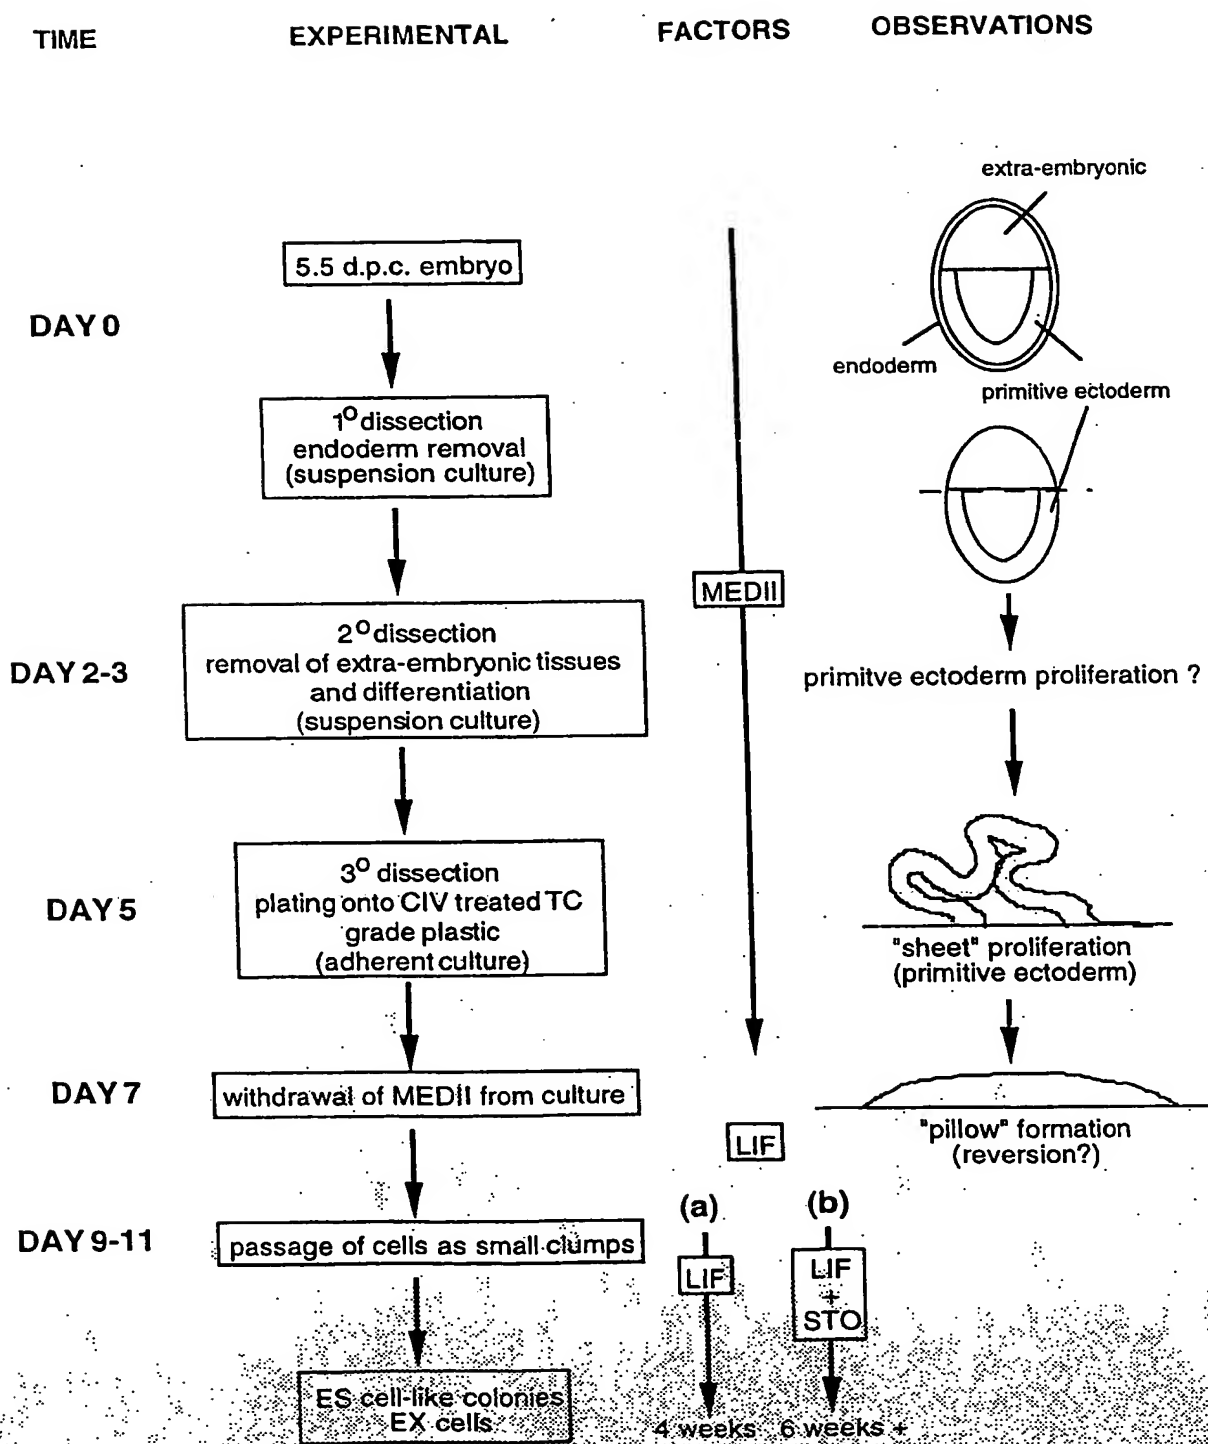 TIME EXPERIMENTAL FACTORS OBSERVATIONS
extra-embryonic
5.5 d.p.c. embryo
DAY 0
endoderm
primitive ectoderm
1° dissection
endoderm removal
(suspension culture)
MEDII
2° dissection
removal of extra-embryonic tissues
and differentiation
(suspension culture)
DAY 2-3
primitve ectoderm proliferation ?
3° dissection
plating onto CIV treated TC
grade plastic
(adherent culture)
DAY 5
"sheet" proliferation
(primitive ectoderm)
DAY 7
withdrawal of MEDII from culture
"pillow" formation
(reversion?)
LIF
DAY 9-11
passage of cells as small clumps
(a) (b)
LIF
LIF
+
STO
ES cell-like colonies
EX cells
4 weeks 6 weeks +